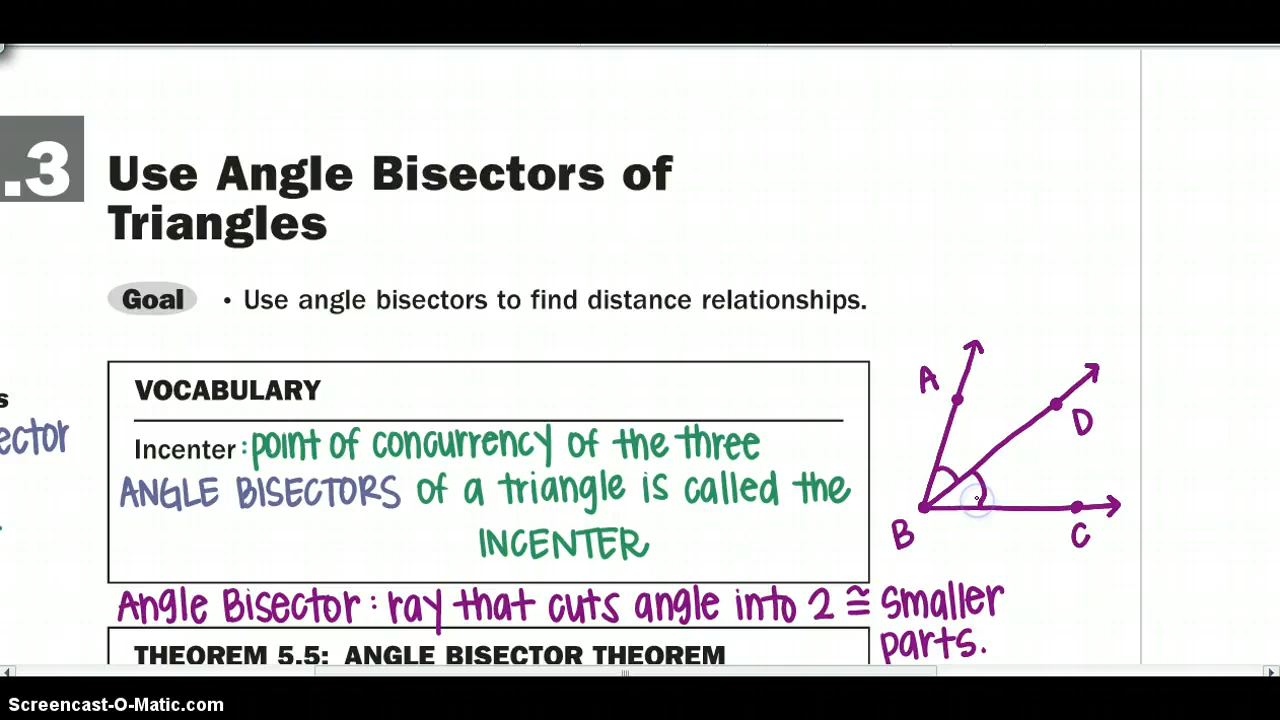 .3
Use Angle Bisectors of
Triangles
Goal • Use angle bisectors to find distance relationships.
VOCABULARY
Incenter : point of concurrency of the three
ANGLE BISECTORS of a triangle is called the
INCENTER
s
ector
A
D
B
C
Angle Bisector : ray that cuts angle into 2 ≅ smaller
parts.
THEOREM 5.5: ANGLE BISECTOR THEOREM
Screencast-O-Matic.com